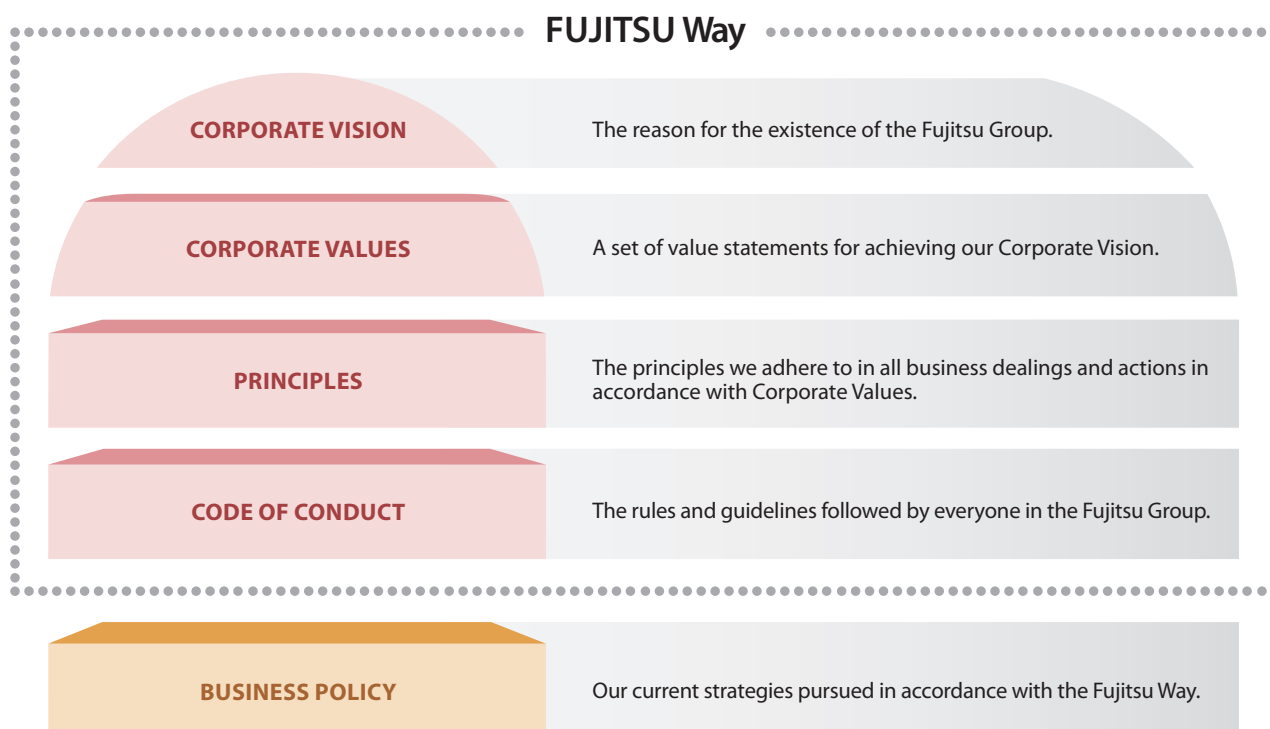 FUJITSU Way
CORPORATE VISION
The reason for the existence of the Fujitsu Group.
CORPORATE VALUES
A set of value statements for achieving our Corporate Vision.
PRINCIPLES
The principles we adhere to in all business dealings and actions in
accordance with Corporate Values.
CODE OF CONDUCT
The rules and guidelines followed by everyone in the Fujitsu Group.
BUSINESS POLICY
Our current strategies pursued in accordance with the Fujitsu Way.